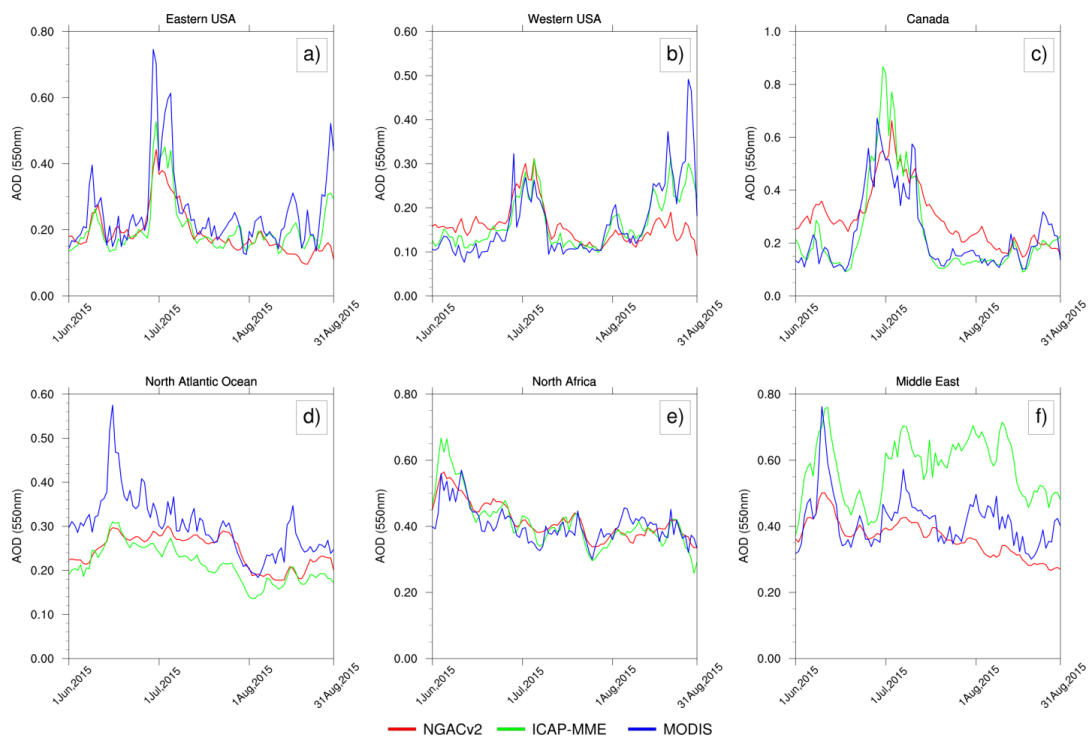 Eastern USA
a)
AOD (550nm)
0.80
0.60
0.40
0.20
0.00
1Jun,2015
1Jul,2015
1Aug,2015
31Aug,2015
Western USA
b)
AOD (550nm)
0.60
0.50
0.40
0.30
0.20
0.10
0.00
1Jun,2015
1Jul,2015
1Aug,2015
31Aug,2015
Canada
c)
AOD (550nm)
1.0
0.8
0.6
0.4
0.2
0.0
1Jun,2015
1Jul,2015
1Aug,2015
31Aug,2015
North Atlantic Ocean
d)
AOD (550nm)
0.60
0.50
0.40
0.30
0.20
0.10
0.00
1Jun,2015
1Jul,2015
1Aug,2015
31Aug,2015
North Africa
e)
AOD (550nm)
0.80
0.60
0.40
0.20
0.00
1Jun,2015
1Jul,2015
1Aug,2015
31Aug,2015
Middle East
f)
AOD (550nm)
0.80
0.60
0.40
0.20
0.00
1Jun,2015
1Jul,2015
1Aug,2015
31Aug,2015
NGACv2 ICAP-MME MODIS